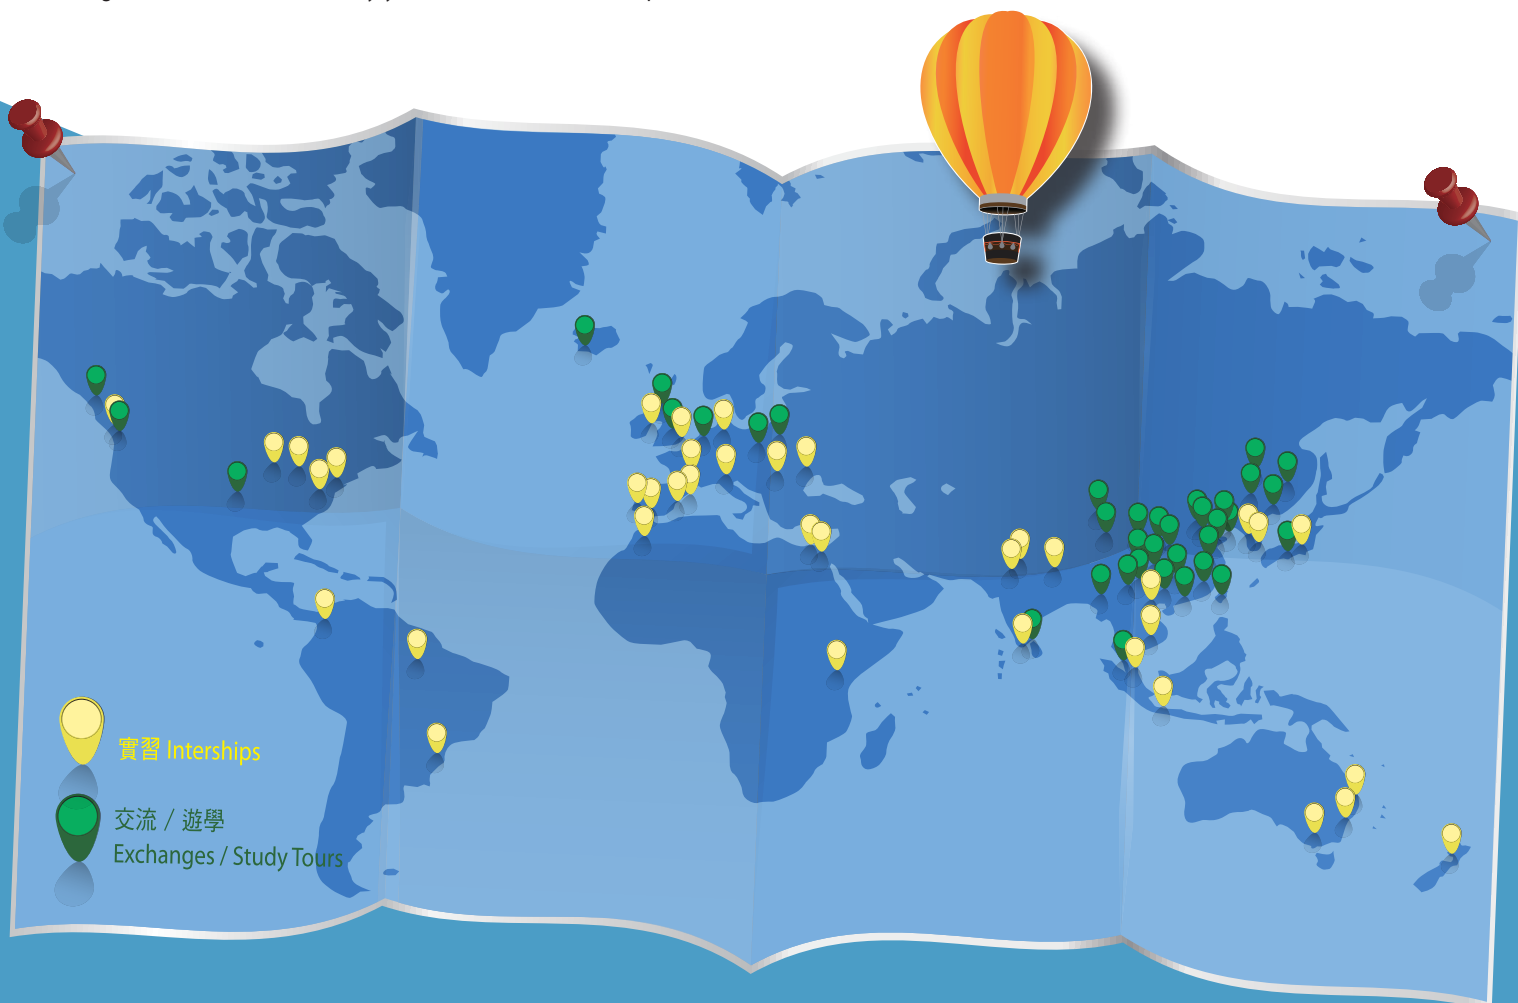 實習 Interships
交流 / 遊學
Exchanges / Study Tours